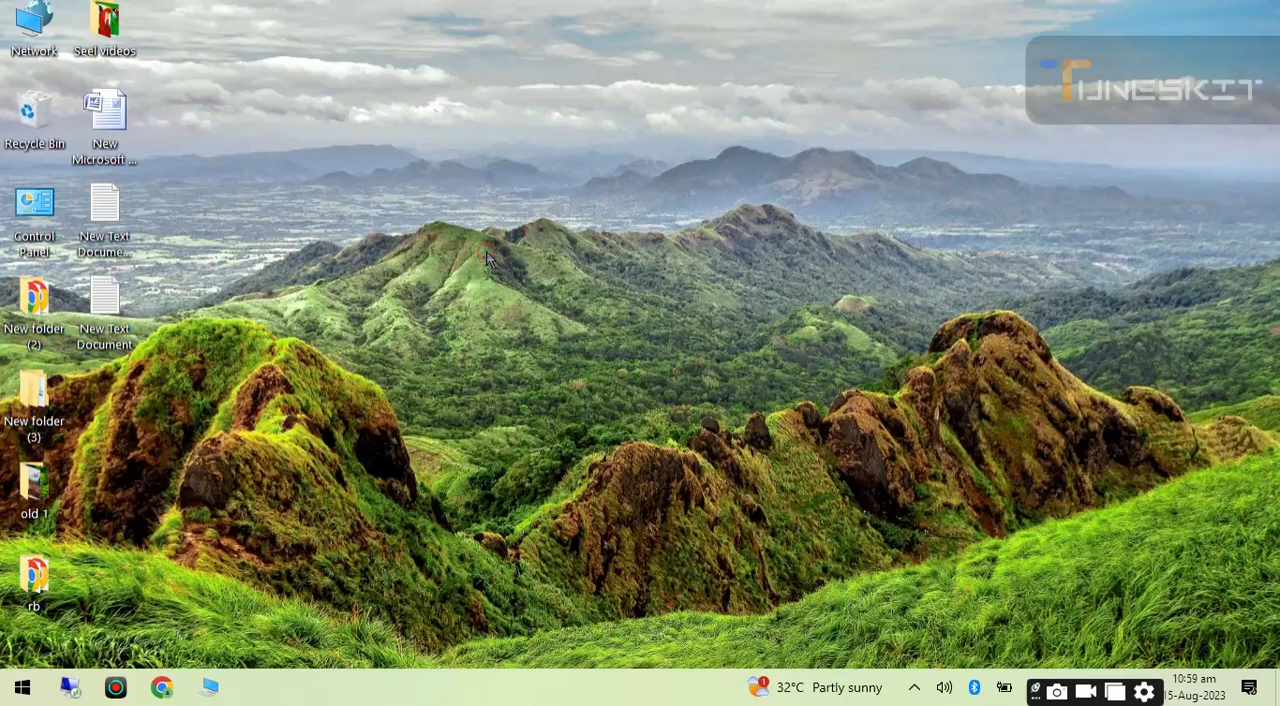 Network
Seel videos
TUNESKIT
Recycle Bin
New
Microsoft ...
Control
Panel
New Text
Docume...
New folder
(2)
New Text
Document
New folder
(3)
old 1
rb
1
32°C Partly sunny
10:59 am
15-Aug-2023